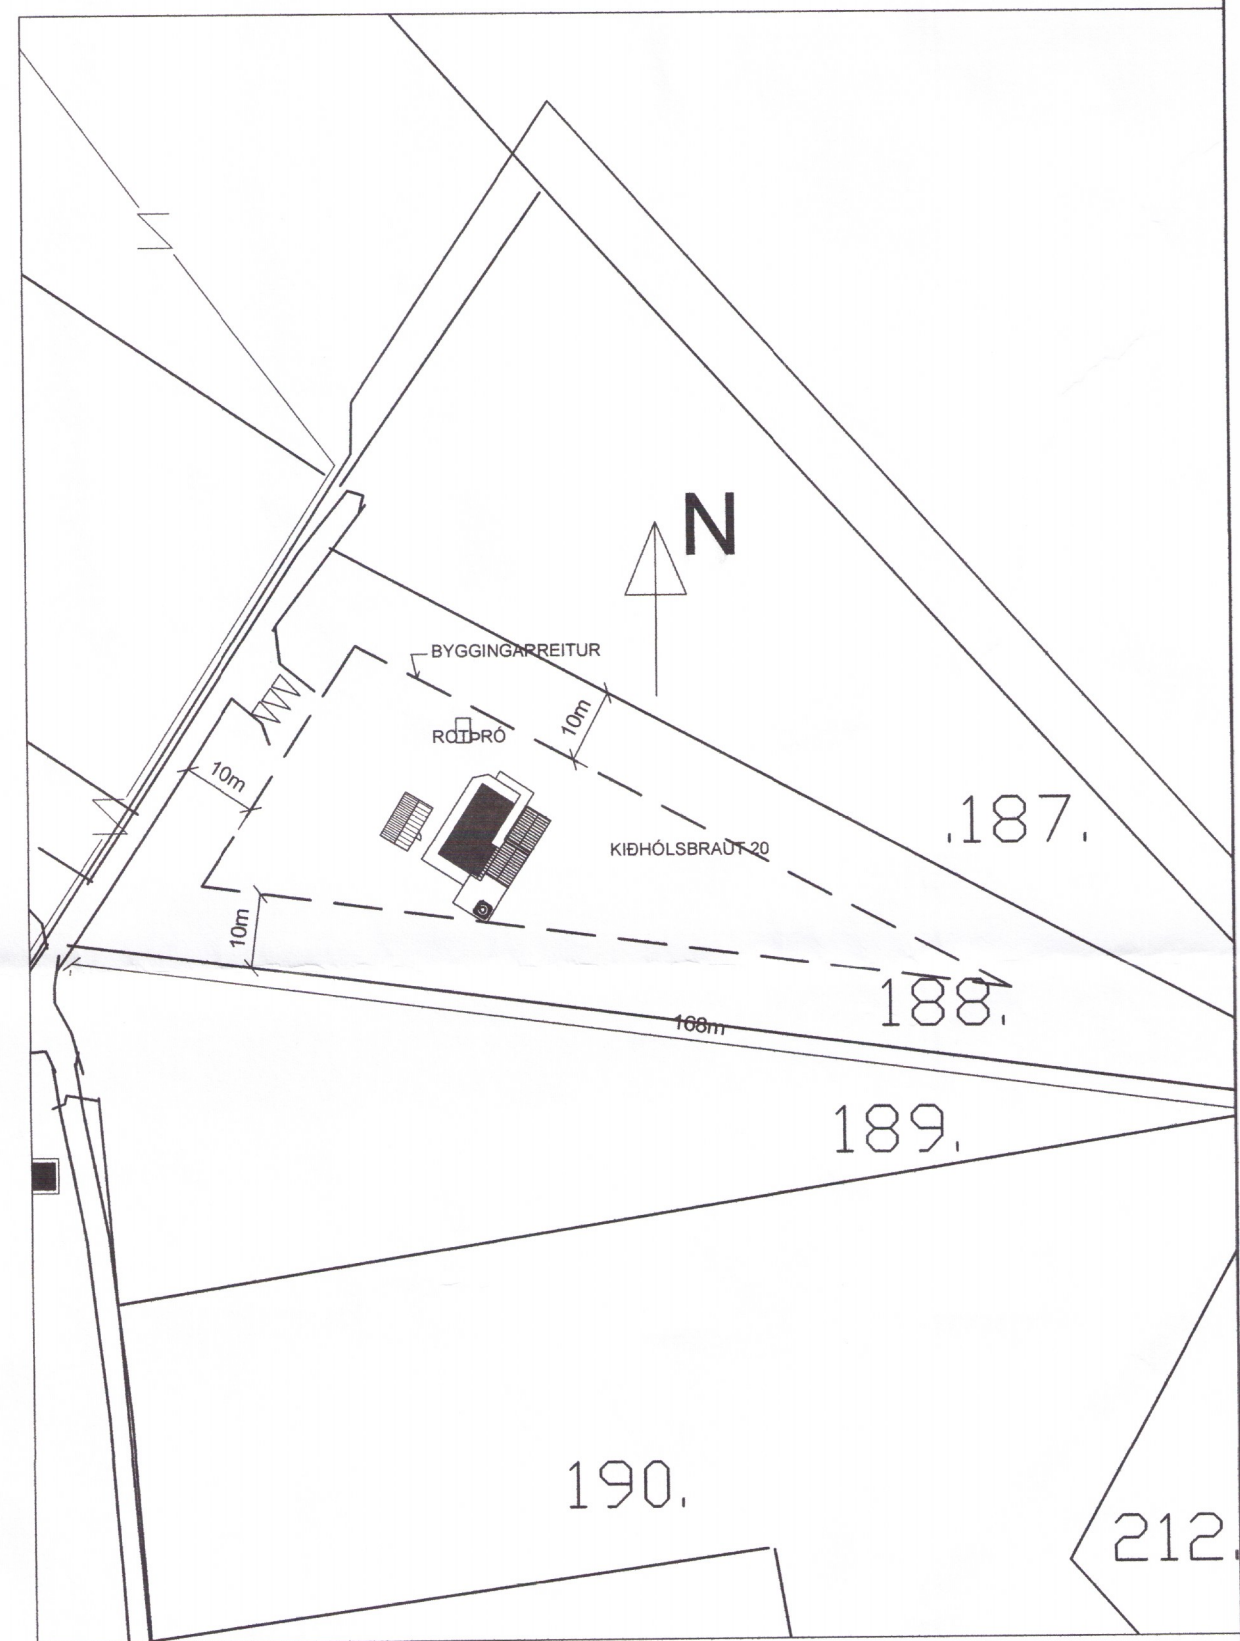 N
BYGGINGARREITUR
10m
ROTÞRÓ
10m
.187.
KIÐHÓLSBRAUT 20
10m
188.
168m
189.
190.
212.